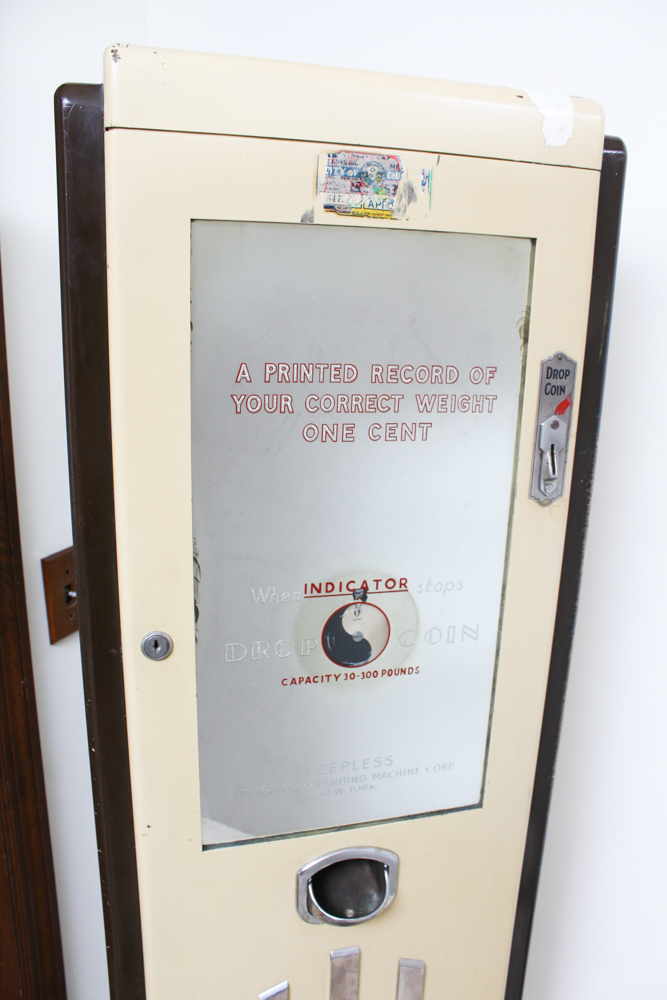 A PRINTED RECORD OF
YOUR CORRECT WEIGHT
ONE CENT
DROP
COIN
When INDICATOR stops
DROP COIN
CAPACITY 30-300 POUNDS
PEERLESS
VENDING MACHINE CORP.
NEW YORK